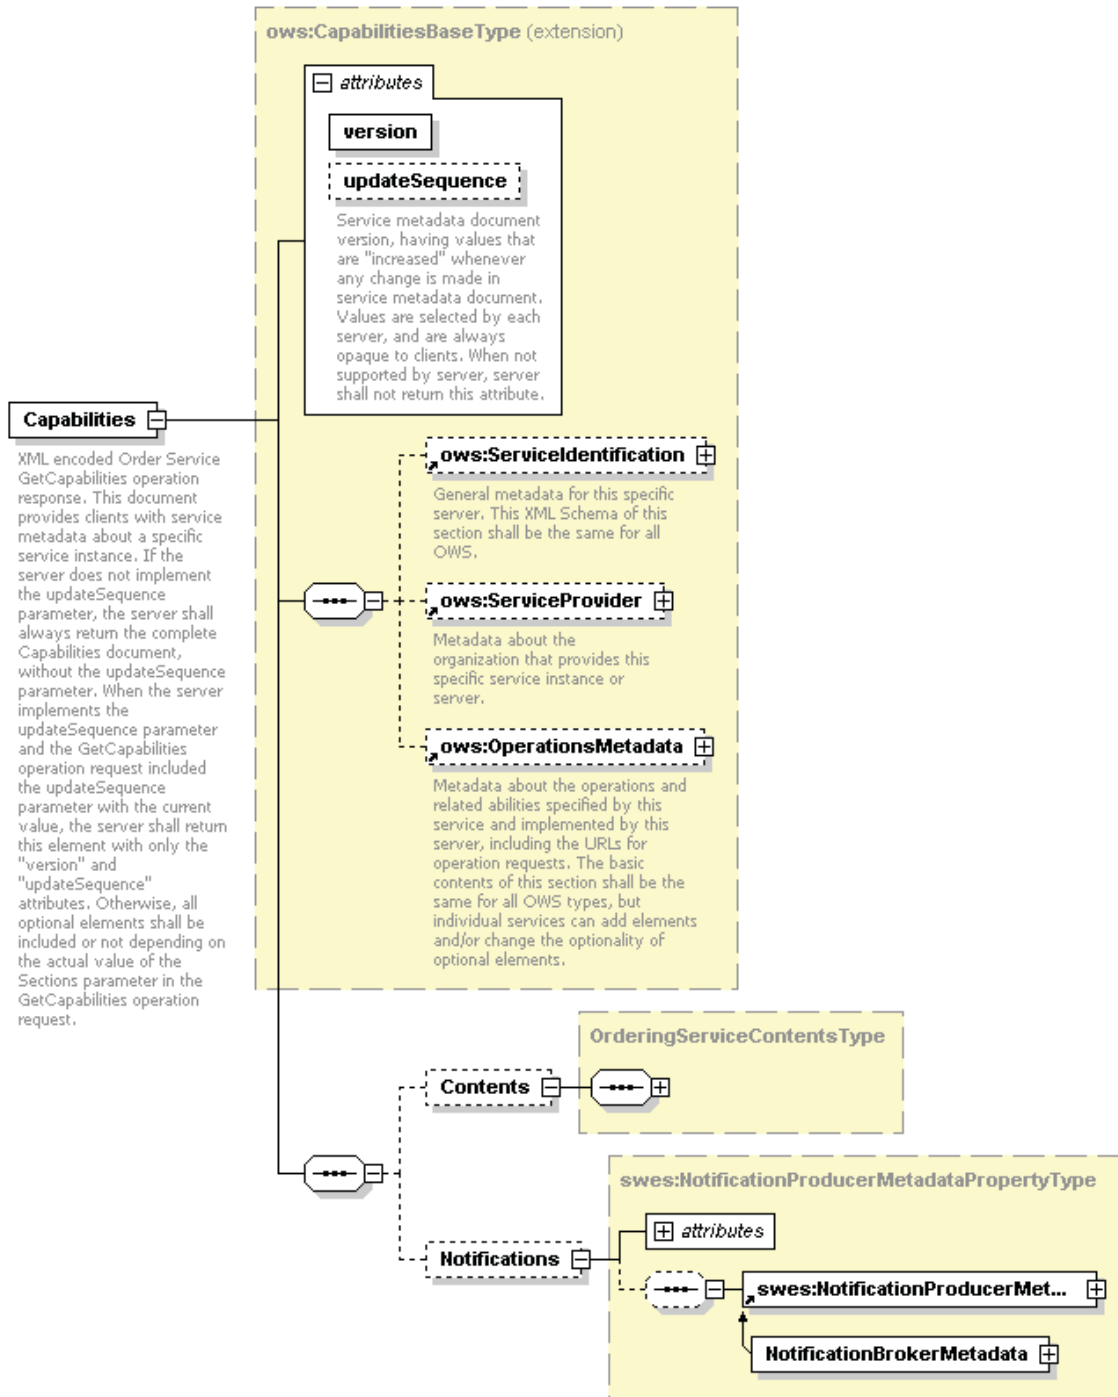 ows:CapabilitiesBaseType (extension)
attributes
version
updateSequence
Service metadata document
version, having values that
are "increased" whenever
any change is made in
service metadata document.
Values are selected by each
server, and are always
opaque to clients. When not
supported by server, server
shall not return this attribute.
Capabilities
XML encoded Order Service
GetCapabilities operation
response. This document
provides clients with service
metadata about a specific
service instance. If the
server does not implement
the updateSequence
parameter, the server shall
always return the complete
Capabilities document,
without the updateSequence
parameter. When the server
implements the
updateSequence parameter
and the GetCapabilities
operation request included
the updateSequence
parameter with the current
value, the server shall return
this element with only the
"version" and
"updateSequence"
attributes. Otherwise, all
optional elements shall be
included or not depending on
the actual value of the
Sections parameter in the
GetCapabilities operation
request.
ows:ServiceIdentification
General metadata for this specific
server. This XML Schema of this
section shall be the same for all
OWS.
ows:ServiceProvider
Metadata about the
organization that provides this
specific service instance or
server.
ows:OperationsMetadata
Metadata about the operations and
related abilities specified by this
service and implemented by this
server, including the URLs for
operation requests. The basic
contents of this section shall be the
same for all OWS types, but
individual services can add elements
and/or change the optionality of
optional elements.
OrderingServiceContentsType
Contents
swes:NotificationProducerMetadataPropertyType
attributes
Notifications
swes:NotificationProducerMet...
NotificationBrokerMetadata